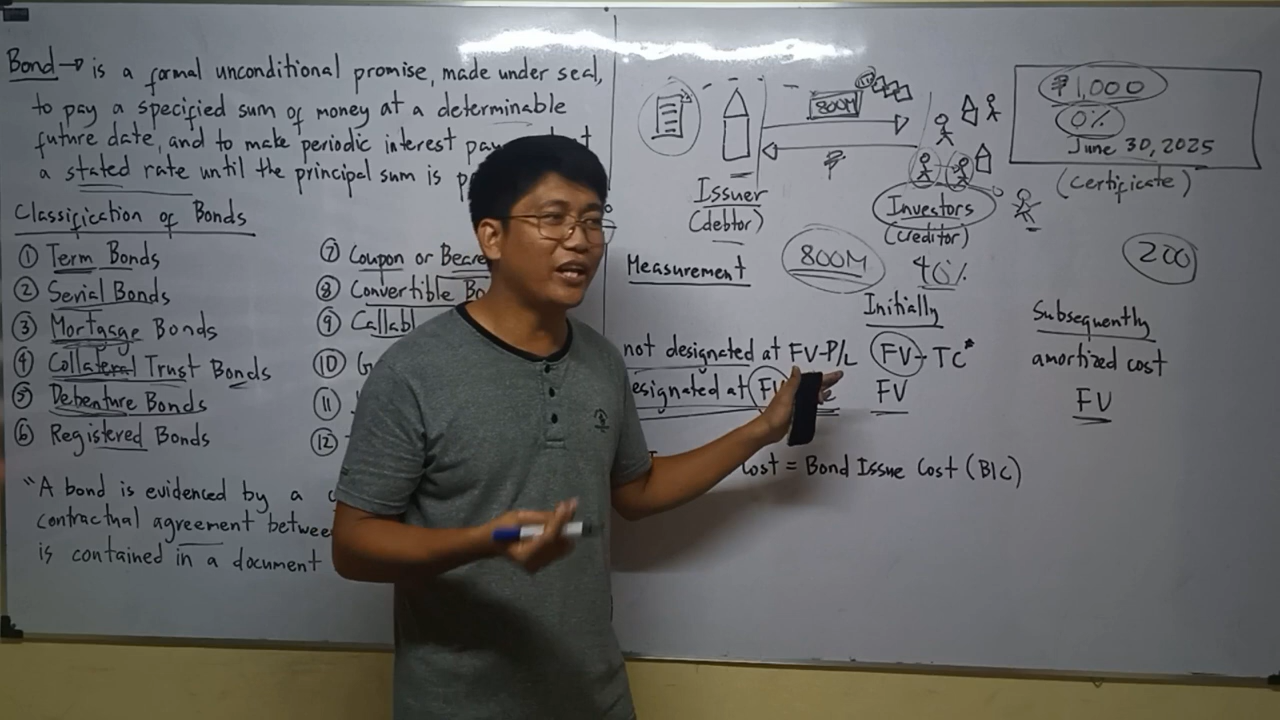 Bond → is a formal unconditional promise, made under seal,
to pay a specified sum of money at a determinable
future date, and to make periodic interest
a stated rate until the principal sum is
Classification of Bonds
① Term Bonds
② Serial Bonds
③ Mortgage Bonds
④ Collateral Trust Bonds
⑤ Debenture Bonds
⑥ Registered Bonds
⑦ Coupon or
⑧ Convertible
⑨
⑩
⑪
⑫
"A bond is evidenced by a
contractual agreement
is contained in a document
800M
₱
Issuer
(debtor)
Investors
(creditor)
₱1,000
0%
June 30, 2025
(certificate)
Measurement
800M
40%
200
Initially
Subsequently
not designated at FV-P/L FV - TC* amortized cost
designated at FV FV
Cost = Bond Issue Cost (BIC)